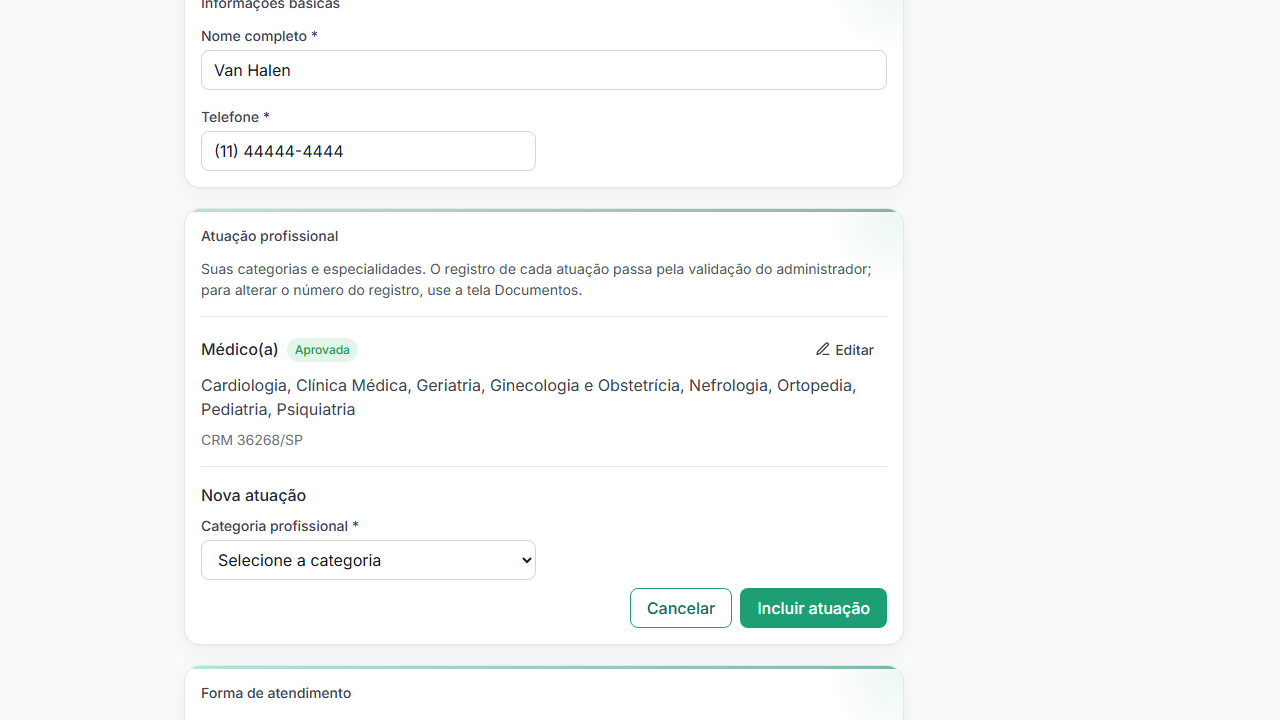 Informações básicas
Nome completo *
Van Halen
Telefone *
(11) 44444-4444
Atuação profissional
Suas categorias e especialidades. O registro de cada atuação passa pela validação do administrador;
para alterar o número do registro, use a tela Documentos.
Médico(a) Aprovada Editar
Cardiologia, Clínica Médica, Geriatria, Ginecologia e Obstetrícia, Nefrologia, Ortopedia,
Pediatria, Psiquiatria
CRM 36268/SP
Nova atuação
Categoria profissional *
Selecione a categoria
Cancelar Incluir atuação
Forma de atendimento